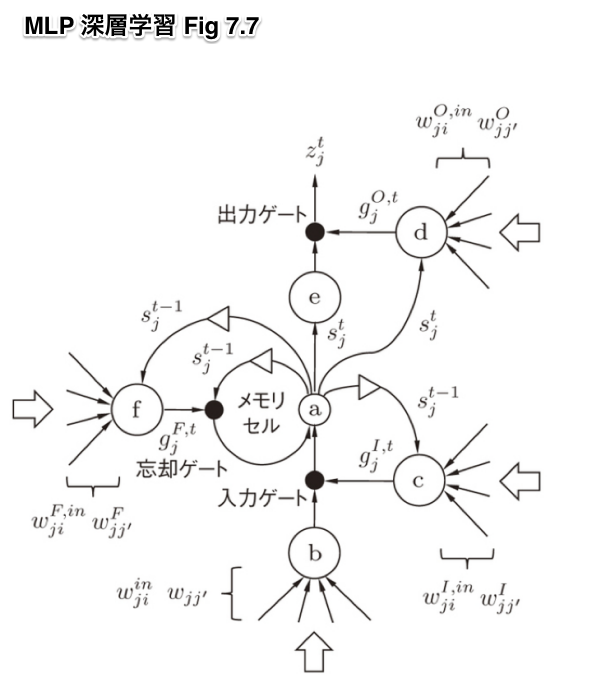 MLP 深層学習 Fig 7.7
w_{ji}^{O,in} w_{jj'}^{O}
z_j^t
出力ゲート
g_j^{O,t}
d
e
s_j^{t-1}
s_j^t
s_j^t
s_j^{t-1}
f
メモリ
セル
a
s_j^{t-1}
g_j^{F,t}
忘却ゲート
g_j^{I,t}
c
入力ゲート
w_{ji}^{F,in} w_{jj'}^{F}
b
w_{ji}^{in} w_{jj'}
w_{ji}^{I,in} w_{jj'}^{I}